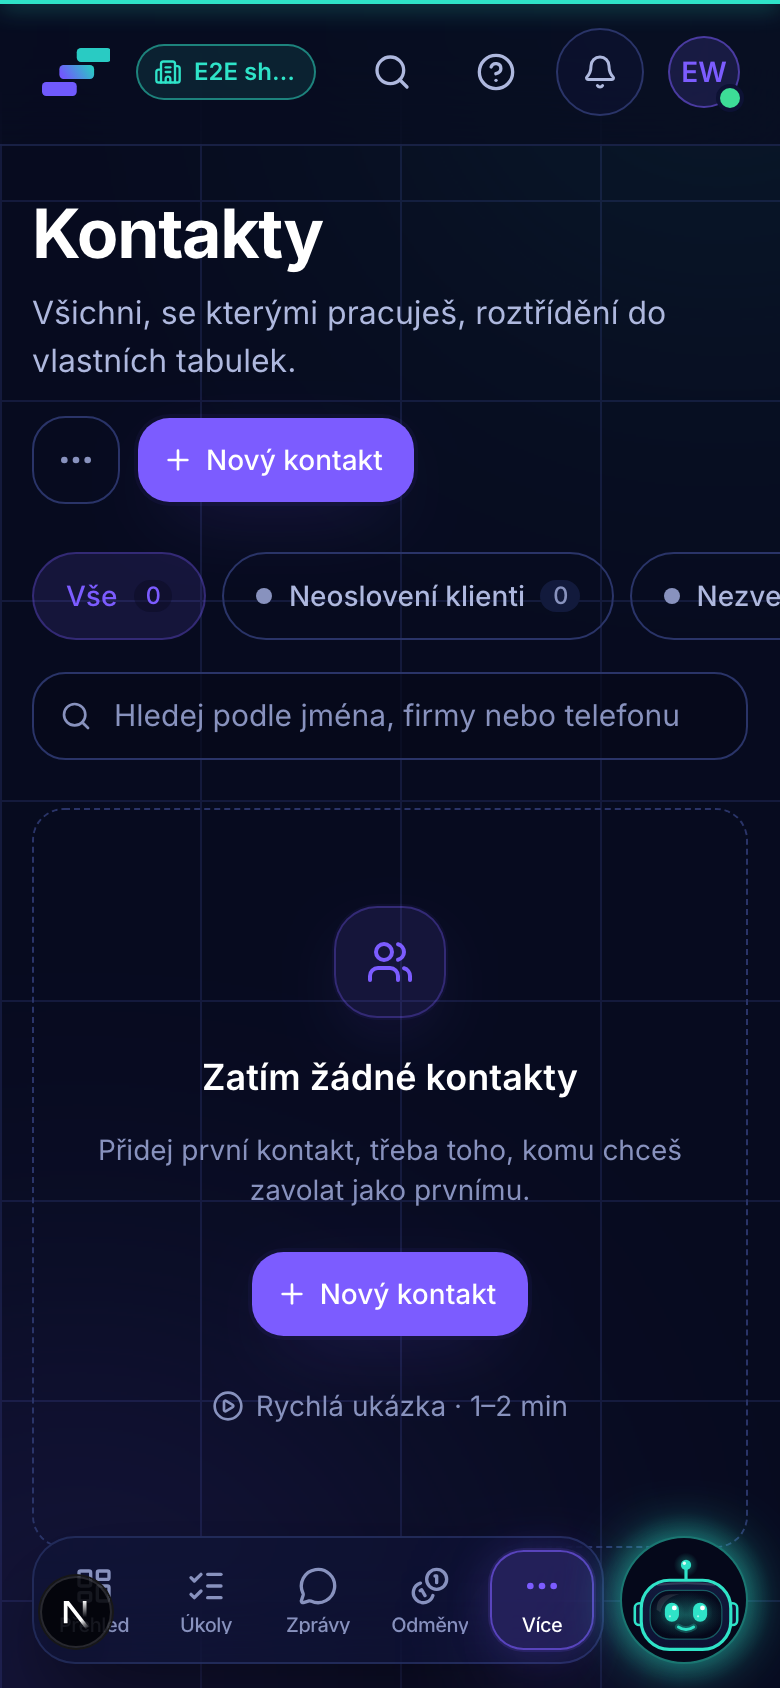 E2E sh...
EW
Kontakty
Všichni, se kterými pracuješ, roztřídění do
vlastních tabulek.
Nový kontakt
Vše 0
Neoslovení klienti 0
Nezve
Hledej podle jména, firmy nebo telefonu
Zatím žádné kontakty
Přidej první kontakt, třeba toho, komu chceš
zavolat jako prvnímu.
Nový kontakt
Rychlá ukázka · 1–2 min
N
Úkoly
Zprávy
Odměny
Více